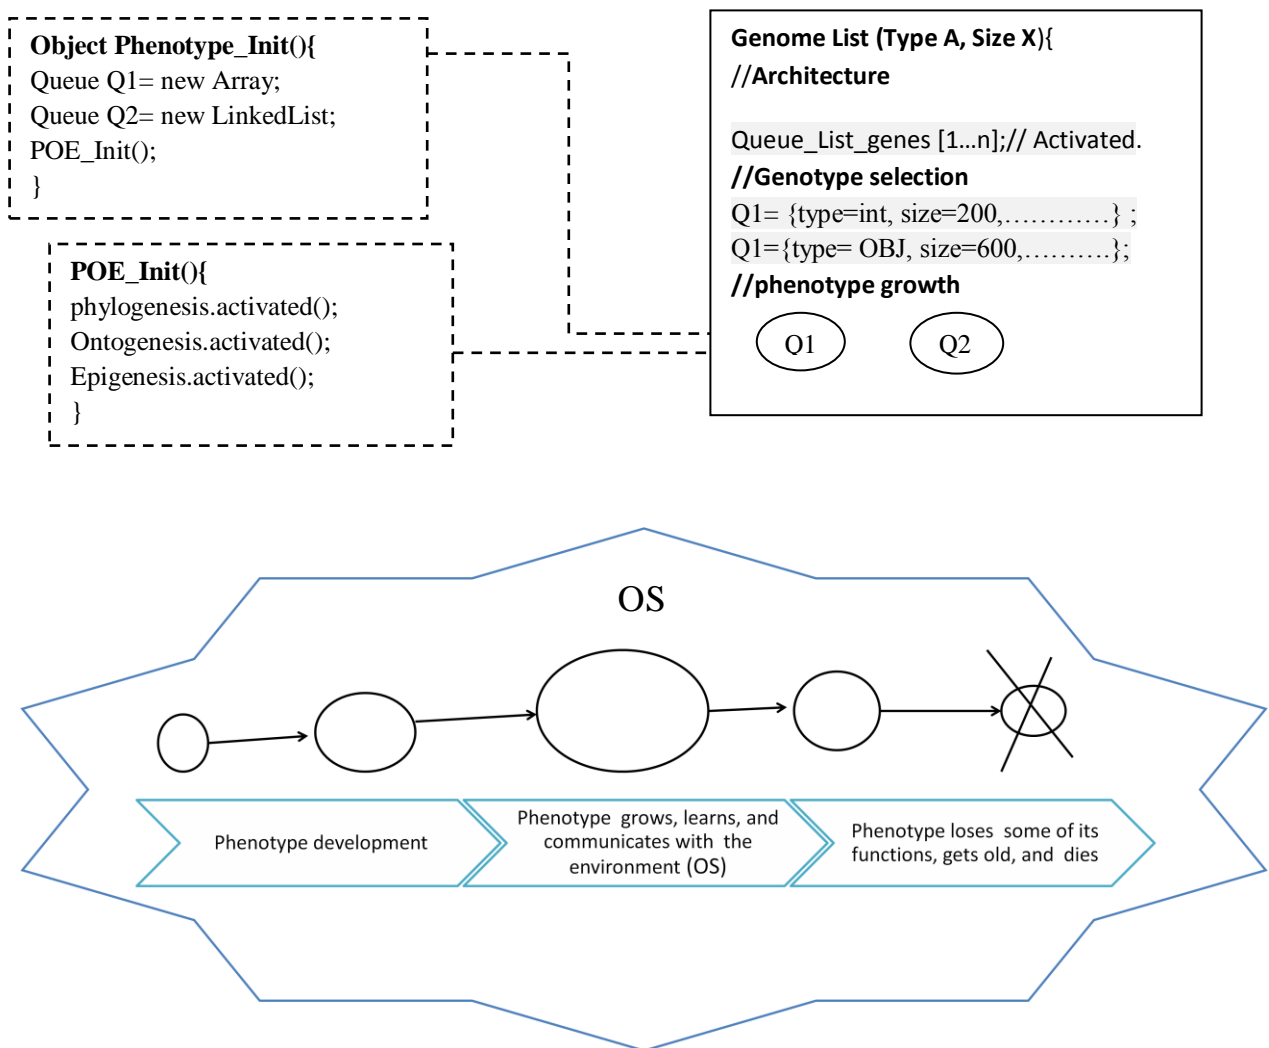 Object Phenotype_Init(){
Queue Q1= new Array;
Queue Q2= new LinkedList;
POE_Init();
}
POE_Init(){
phylogenesis.activated();
Ontogenesis.activated();
Epigenesis.activated();
}
Genome List (Type A, Size X){
//Architecture
Queue_List_genes [1...n];// Activated.
//Genotype selection
Q1= {type=int, size=200,............} ;
Q1={type= OBJ, size=600,..........};
//phenotype growth
Q1
Q2
OS
Phenotype development
Phenotype grows, learns, and
communicates with the
environment (OS)
Phenotype loses some of its
functions, gets old, and dies